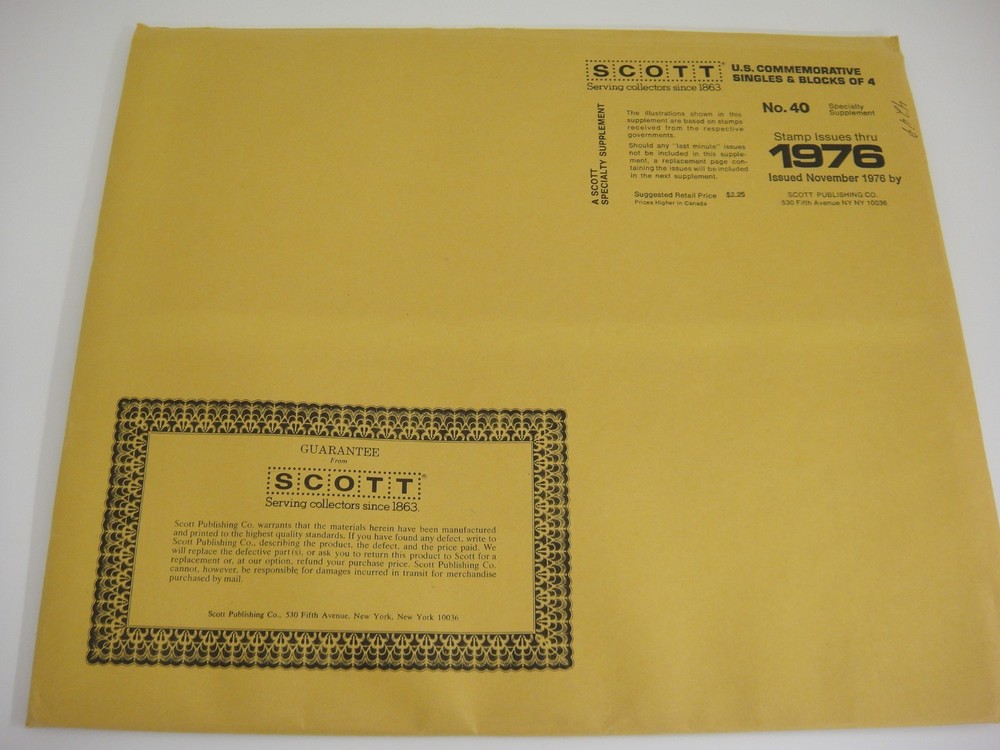 SCOTT®
Serving collectors since 1863.
U.S. COMMEMORATIVE
SINGLES & BLOCKS OF 4
A SCOTT
SPECIALTY SUPPLEMENT
The illustrations shown in this
supplement are based on stamps
received from the respective
governments.
Should any "last minute" issues
not be included in this supple-
ment, a replacement page con-
taining the issues will be included
in the next supplement.
Suggested Retail Price $3.25
Prices Higher in Canada
No. 40 Specialty
Supplement
Stamp Issues thru
1976
Issued November 1976 by
SCOTT PUBLISHING CO.
530 Fifth Avenue NY NY 10036
GUARANTEE
From
SCOTT®
Serving collectors since 1863.
Scott Publishing Co. warrants that the materials herein have been manufactured
and printed to the highest quality standards. If you have found any defect, write to
Scott Publishing Co., describing the product, the defect, and the price paid. We
will replace the defective part(s), or ask you to return this product to Scott for a
replacement or, at our option, refund your purchase price. Scott Publishing Co.
cannot, however, be responsible for damages incurred in transit for merchandise
purchased by mail.
Scott Publishing Co., 530 Fifth Avenue, New York, New York 10036